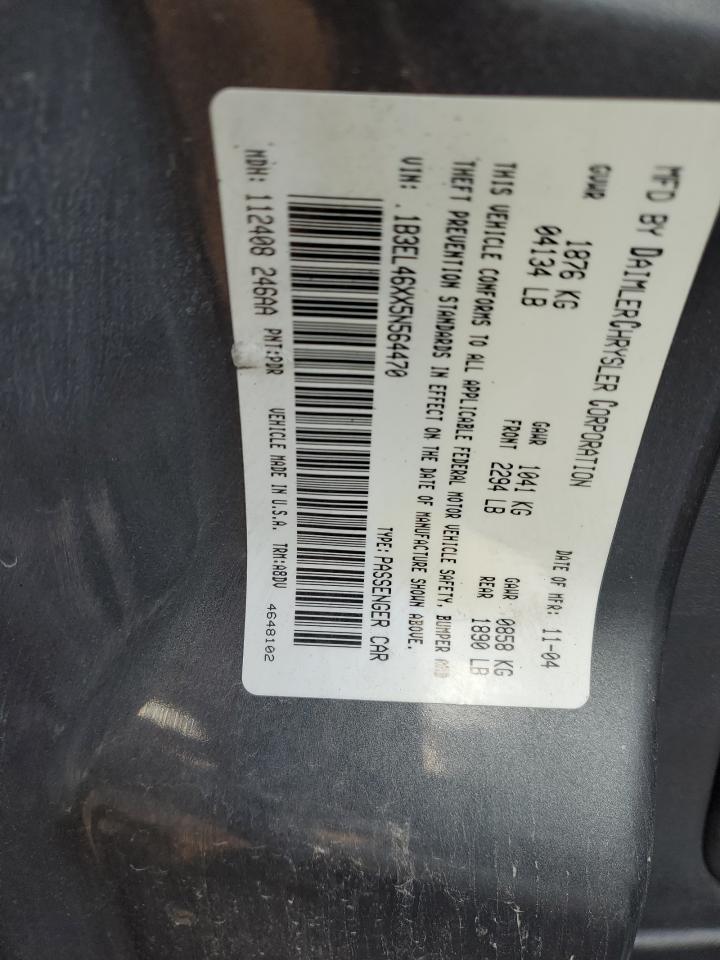 MFD BY DAIMLERCHRYSLER CORPORATION
DATE OF MFR: 11-04
GVWR 1876 KG 04134 LB
GAWR FRONT 1041 KG 2294 LB
GAWR REAR 0858 KG 1890 LB
THIS VEHICLE CONFORMS TO ALL APPLICABLE FEDERAL MOTOR VEHICLE SAFETY, BUMPER AND
THEFT PREVENTION STANDARDS IN EFFECT ON THE DATE OF MANUFACTURE SHOWN ABOVE.
VIN: 1B3EL46XX5N564470 TYPE: PASSENGER CAR
MDH: 112408 246AA PNT:PDR VEHICLE MADE IN U.S.A. TRM:A8DV 4648102